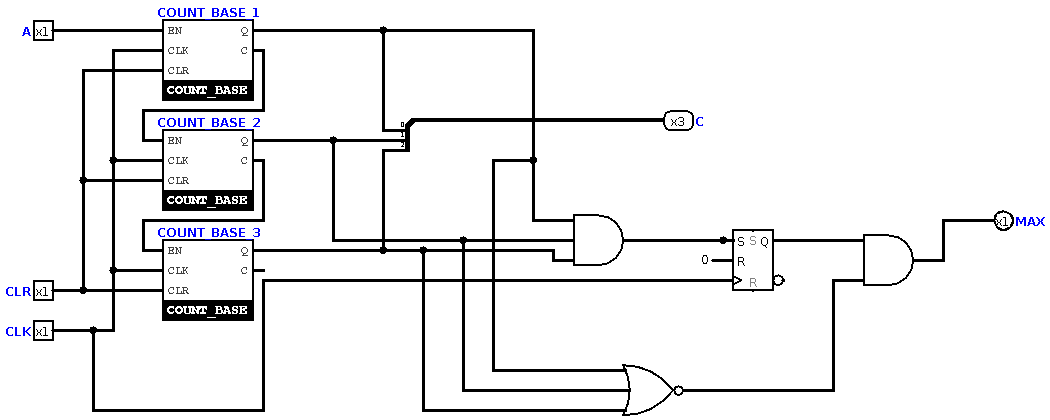 COUNT BASE 1
A x1 EN Q
CLK C
CLR
COUNT_BASE
COUNT BASE 2
0
1
2
x3 C
EN Q
CLK C
CLR
COUNT_BASE
COUNT BASE 3
EN Q
CLK C
CLR x1 CLR
COUNT_BASE
CLK x1
S S Q
0 R
R
x1 MAX